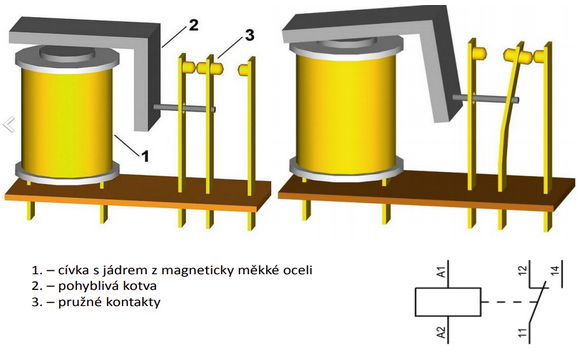 2
3
1
1. – cívka s jádrem z magneticky měkké oceli
2. – pohyblivá kotva
3. – pružné kontakty
A1
A2
12
14
11